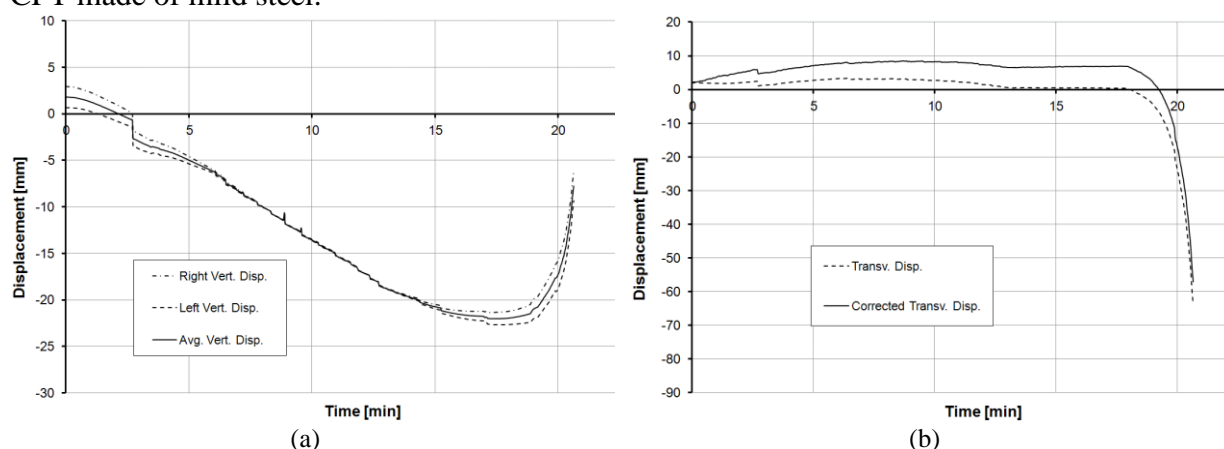 CFT made of mild steel.
10
5
0
0 5 10 15 20
-5
-10
-15
-20
-25
-30
Displacement [mm]
Time [min]
Right Vert. Disp.
Left Vert. Disp.
Avg. Vert. Disp.
(a)
20
10
0
0 5 10 15 20
-10
-20
-30
-40
-50
-60
-70
-80
-90
Displacement [mm]
Time [min]
Transv. Disp.
Corrected Transv. Disp.
(b)